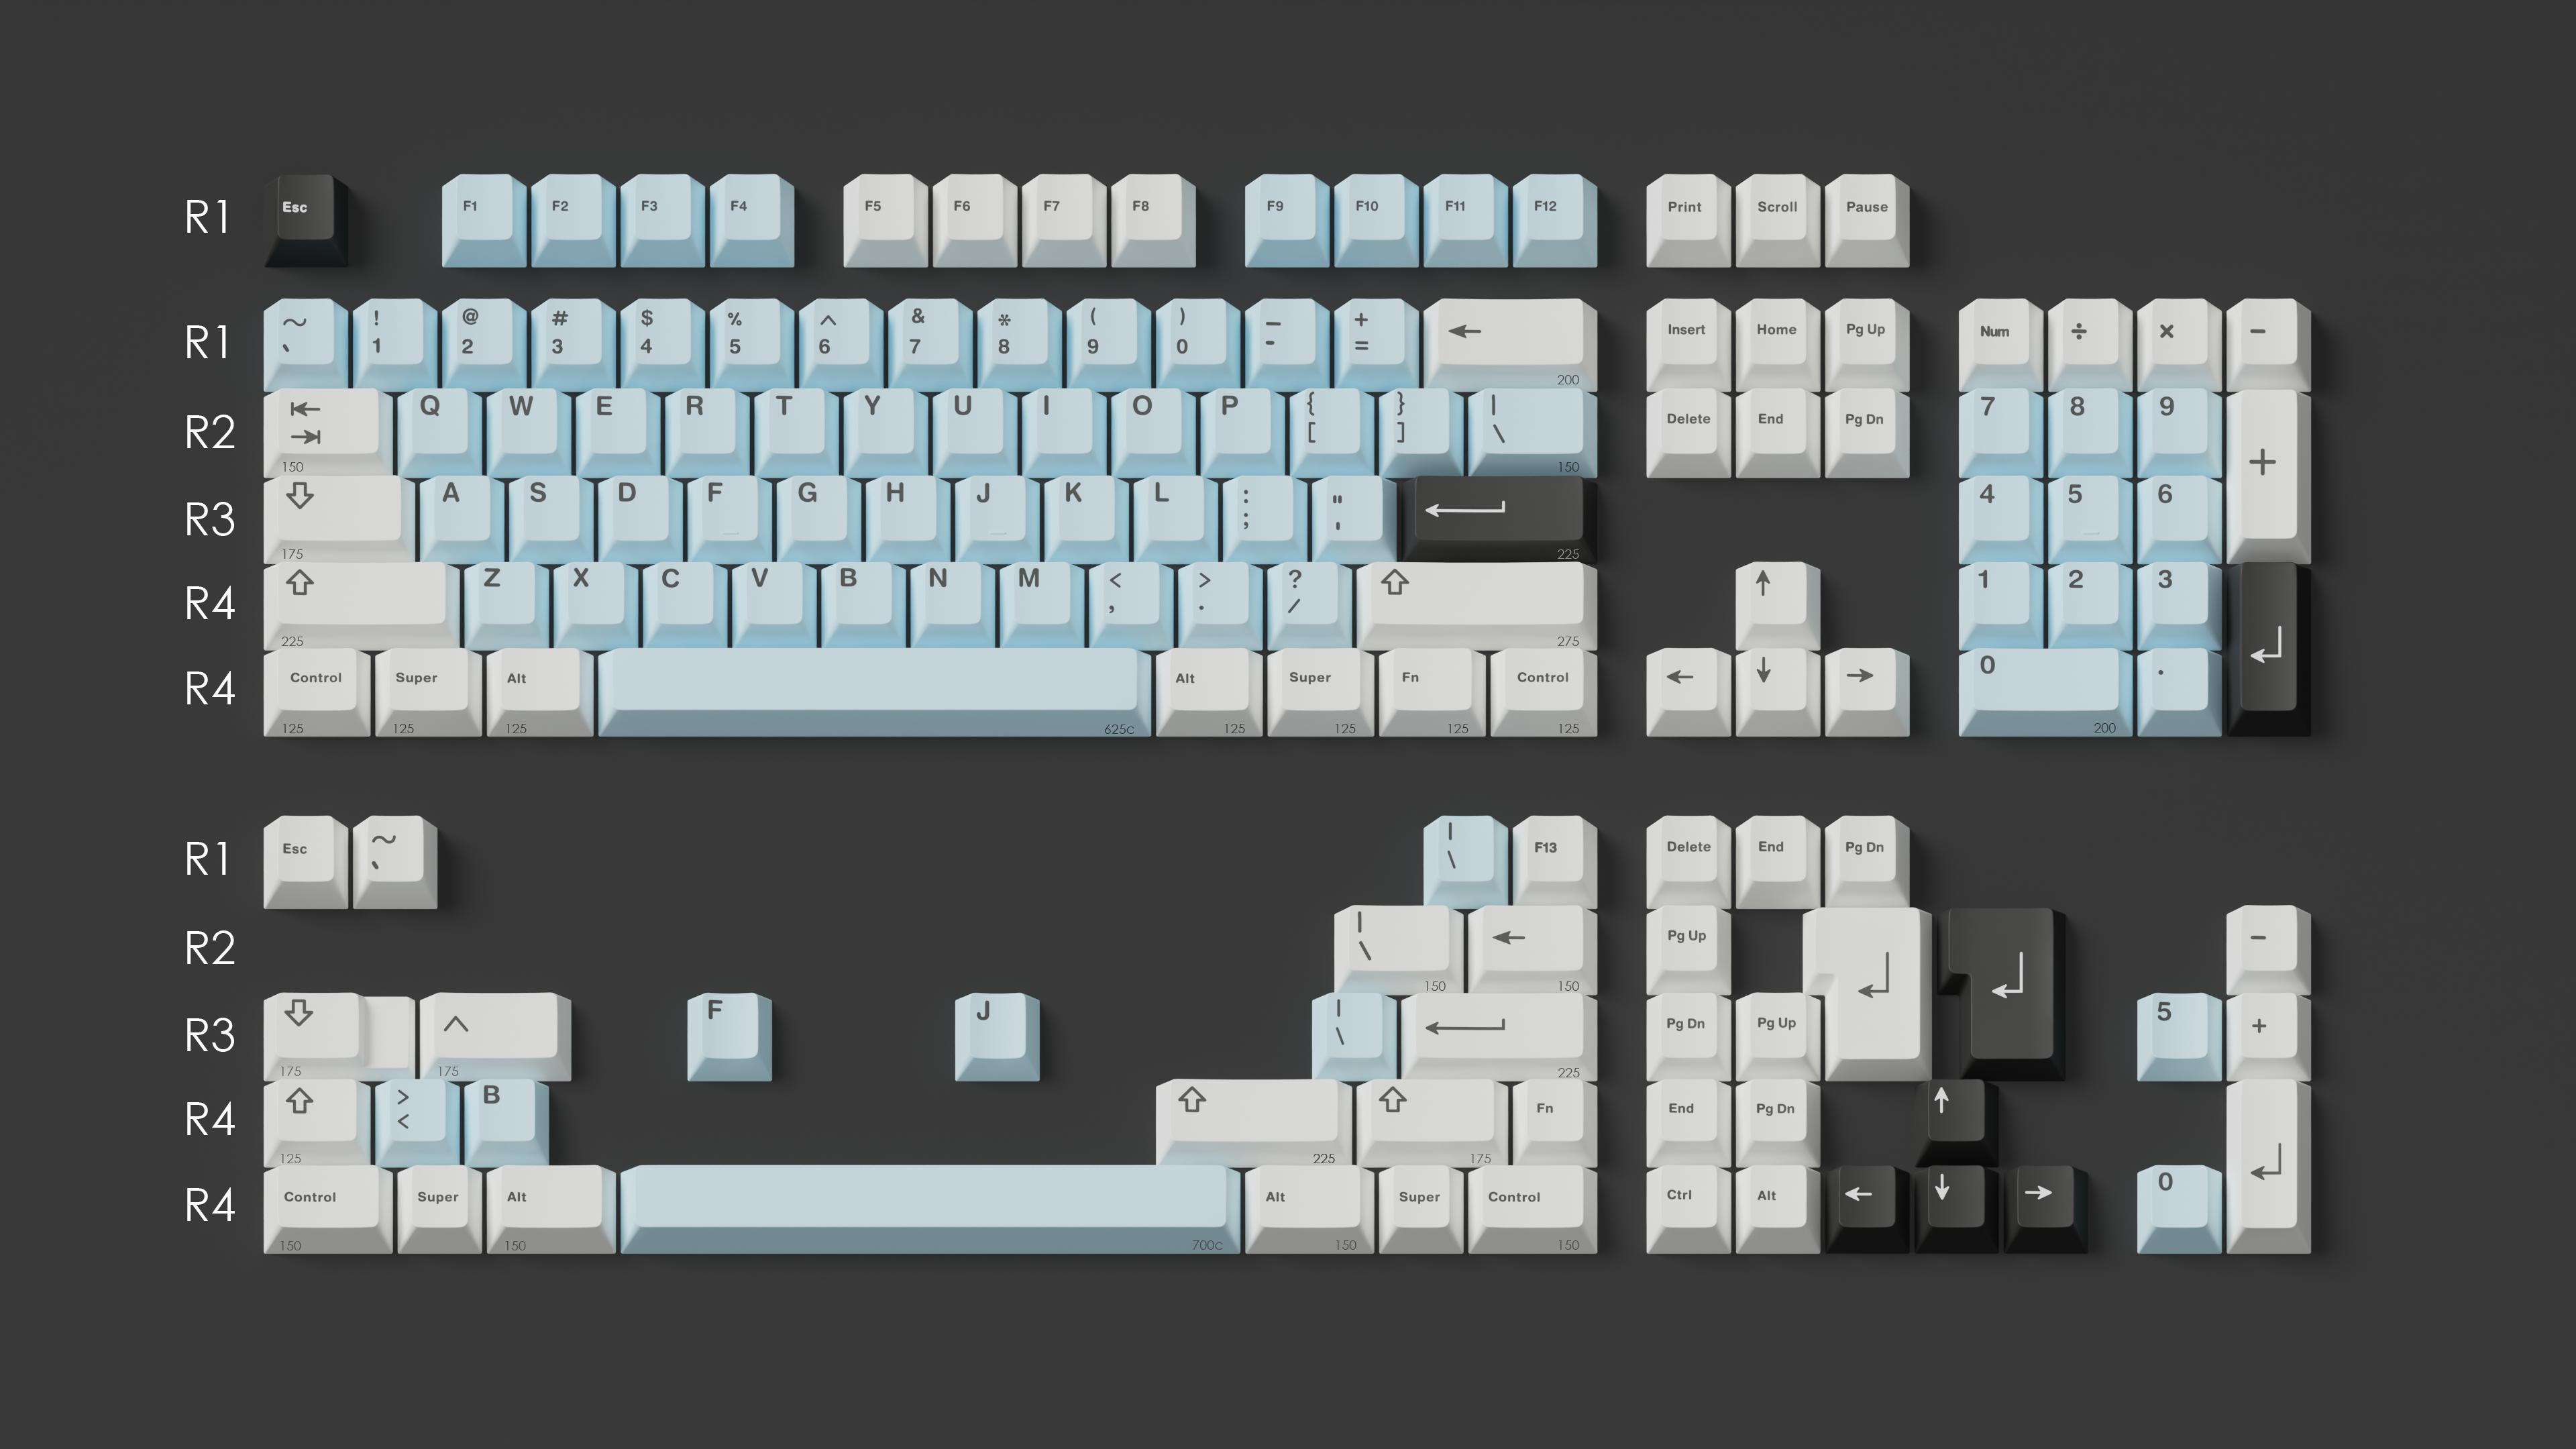 R1 Esc F1 F2 F3 F4 F5 F6 F7 F8 F9 F10 F11 F12 Print Scroll Pause
~ ! @ # $ % ^ & * ( ) _ +
R1 ` 1 2 3 4 5 6 7 8 9 0 - = ← Insert Home Pg Up Num ÷ × -
200
Q W E R T Y U I O P { } | 7 8 9
R2 ⇤ ⇥ [ ] \ Delete End Pg Dn +
150 150
R3 ⇩ A S D F G H J K L : ; " ' ↵ 4 5 6
175 225
R4 ⇧ Z X C V B N M < , > . ? / ⇧ ↑ 1 2 3 ↵
225 275
R4 Control Super Alt Alt Super Fn Control ← ↓ → 0 .
125 125 125 625c 125 125 125 125 200
R1 Esc ~ ` | \ F13 Delete End Pg Dn
R2 | \ ← Pg Up ↵ ↵ -
150 150
R3 ⇩ ^ F J | \ ↵ Pg Dn Pg Up 5 +
175 175 225
R4 ⇧ > < B ⇧ ⇧ Fn End Pg Dn ↑ ↵
125 225 175
R4 Control Super Alt Alt Super Control Ctrl Alt ← ↓ → 0
150 150 700c 150 150